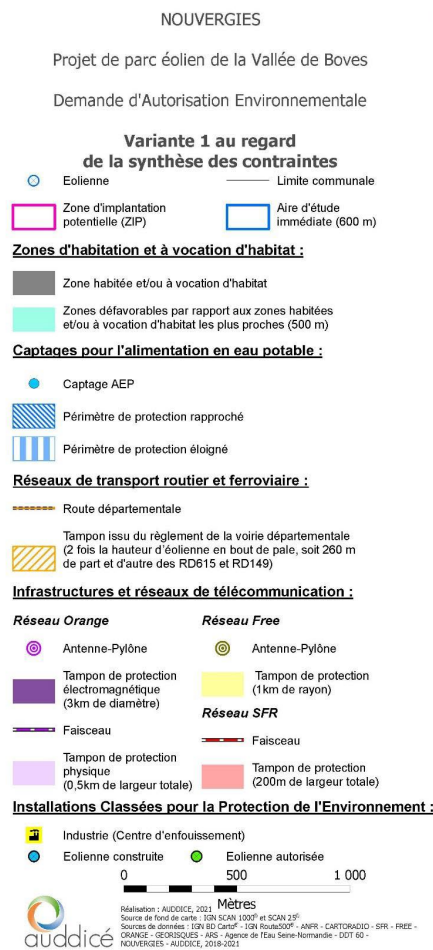 NOUVERGIES
Projet de parc éolien de la Vallée de Boves
Demande d'Autorisation Environnementale
Variante 1 au regard
de la synthèse des contraintes
Eolienne
Limite communale
Zone d'implantation
potentielle (ZIP)
Aire d'étude
immédiate (600 m)
Zones d'habitation et à vocation d'habitat :
Zone habitée et/ou à vocation d'habitat
Zones défavorables par rapport aux zones habitées
et/ou à vocation d'habitat les plus proches (500 m)
Captages pour l'alimentation en eau potable :
Captage AEP
Périmètre de protection rapproché
Périmètre de protection éloigné
Réseaux de transport routier et ferroviaire :
Route départementale
Tampon issu du règlement de la voirie départementale
(2 fois la hauteur d'éolienne en bout de pale, soit 260 m
de part et d'autre des RD615 et RD149)
Infrastructures et réseaux de télécommunication :
Réseau Orange
Antenne-Pylône
Tampon de protection
électromagnétique
(3km de diamètre)
Faisceau
Tampon de protection
physique
(0,5km de largeur totale)
Réseau Free
Antenne-Pylône
Tampon de protection
(1km de rayon)
Réseau SFR
Faisceau
Tampon de protection
(200m de largeur totale)
Installations Classées pour la Protection de l'Environnement :
Industrie (Centre d'enfouissement)
Eolienne construite
Eolienne autorisée
0 500 1 000
Mètres
auddicé
Réalisation : AUDDICE, 2021
Source de fond de carte : IGN SCAN 1000® et SCAN 25®
Sources de données : IGN BD Carto® - IGN Route500® - ANFR - CARTORADIO - SFR - FREE -
ORANGE - GEORISQUES - ARS - Agence de l'Eau Seine-Normandie - DDT 60 -
NOUVERGIES - AUDDICE, 2018-2021